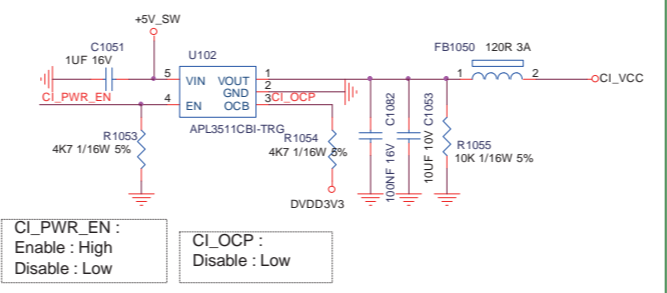 +5V_SW
C1051
1UF 16V
U102
FB1050 120R 3A
5 VIN VOUT 1
GND 2
4 EN OCB 3
CI_PWR_EN
CI_OCP
1 2
CI_VCC
APL3511CBI-TRG
R1053
4K7 1/16W 5%
R1054
4K7 1/16W 5%
C1082
100NF 16V
C1053
10UF 10V
R1055
10K 1/16W 5%
DVDD3V3
CI_PWR_EN :
Enable : High
Disable : Low
CI_OCP :
Disable : Low